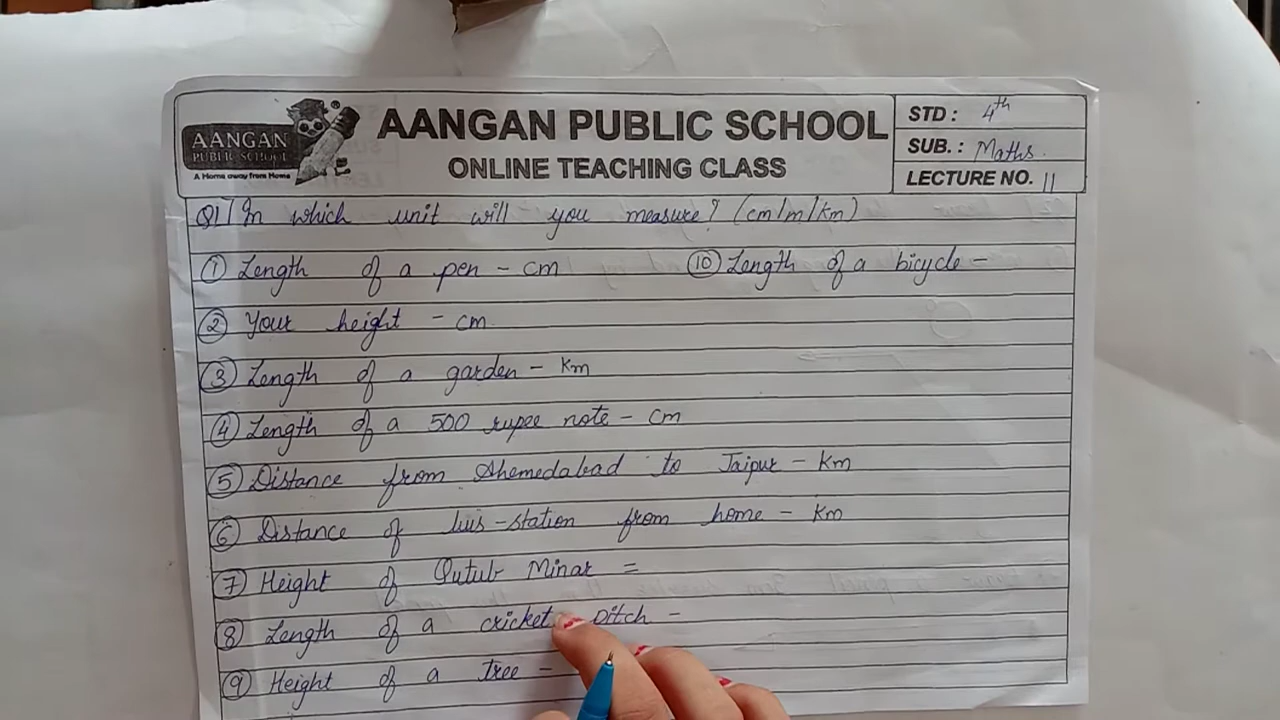 AANGAN
PUBLIC SCHOOL
A Home away from Home
AANGAN PUBLIC SCHOOL
ONLINE TEACHING CLASS
STD : 4th
SUB. : Maths.
LECTURE NO. 11
Q1) In which unit will you measure? (cm/m/km)
① Length of a pen - cm
② Your height - cm
③ Length of a garden - km
④ Length of a 500 rupee note - cm
⑤ Distance from Ahemedabad to Jaipur - km
⑥ Distance of bus-station from home - km
⑦ Height of Qutub Minar =
⑧ Length of a cricket pitch -
⑨ Height of a tree -
⑩ Length of a bicycle -